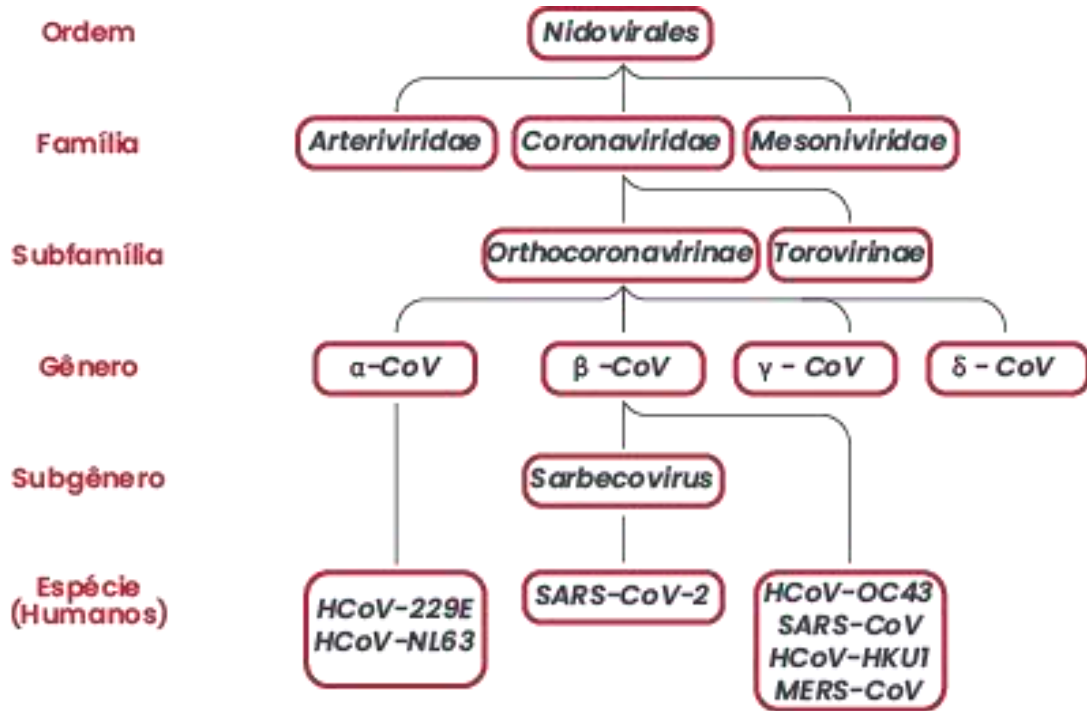 Ordem
Nidovirales
Família
Arteriviridae
Coronaviridae
Mesoniviridae
Subfamília
Orthocoronavirinae
Torovirinae
Gênero
α-CoV
β -CoV
γ - CoV
δ - CoV
Subgênero
Sarbecovirus
Espécie
(Humanos)
HCoV-229E
HCoV-NL63
SARS-CoV-2
HCoV-OC43
SARS-CoV
HCoV-HKU1
MERS-CoV